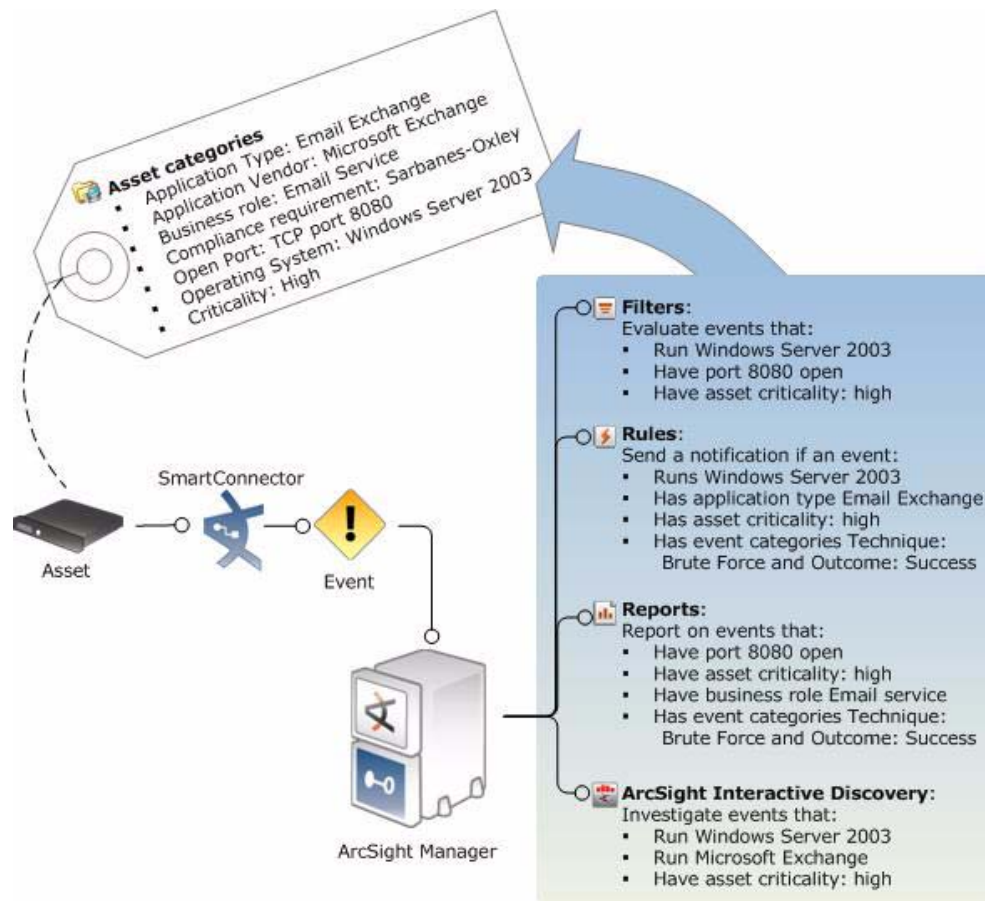 Asset categories
▪ Application Type: Email Exchange
▪ Application Vendor: Microsoft Exchange
▪ Business role: Email Service
▪ Compliance requirement: Sarbanes-Oxley
▪ Open Port: TCP port 8080
▪ Operating System: Windows Server 2003
▪ Criticality: High
SmartConnector
Asset
Event
ArcSight Manager
Filters:
Evaluate events that:
▪ Run Windows Server 2003
▪ Have port 8080 open
▪ Have asset criticality: high
Rules:
Send a notification if an event:
▪ Runs Windows Server 2003
▪ Has application type Email Exchange
▪ Has asset criticality: high
▪ Has event categories Technique:
Brute Force and Outcome: Success
Reports:
Report on events that:
▪ Have port 8080 open
▪ Have asset criticality: high
▪ Have business role Email service
▪ Has event categories Technique:
Brute Force and Outcome: Success
ArcSight Interactive Discovery:
Investigate events that:
▪ Run Windows Server 2003
▪ Run Microsoft Exchange
▪ Have asset criticality: high